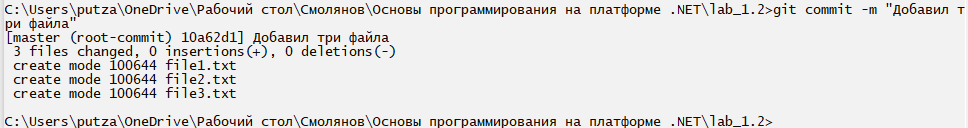 C:\Users\putza\OneDrive\Рабочий стол\Смолянов\Основы программирования на платформе .NET\lab_1.2>git commit -m "Добавил т
ри файла"
[master (root-commit) 10a62d1] Добавил три файла
 3 files changed, 0 insertions(+), 0 deletions(-)
 create mode 100644 file1.txt
 create mode 100644 file2.txt
 create mode 100644 file3.txt
C:\Users\putza\OneDrive\Рабочий стол\Смолянов\Основы программирования на платформе .NET\lab_1.2>